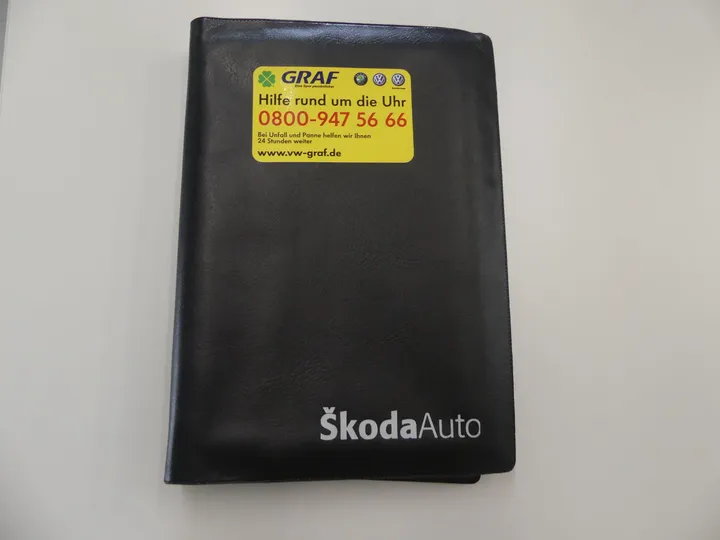 GRAF
Hilfe rund um die Uhr
0800-947 56 66
Bei Unfall und Panne helfen wir Ihnen
24 Stunden weiter
www.vw-graf.de
ŠkodaAuto